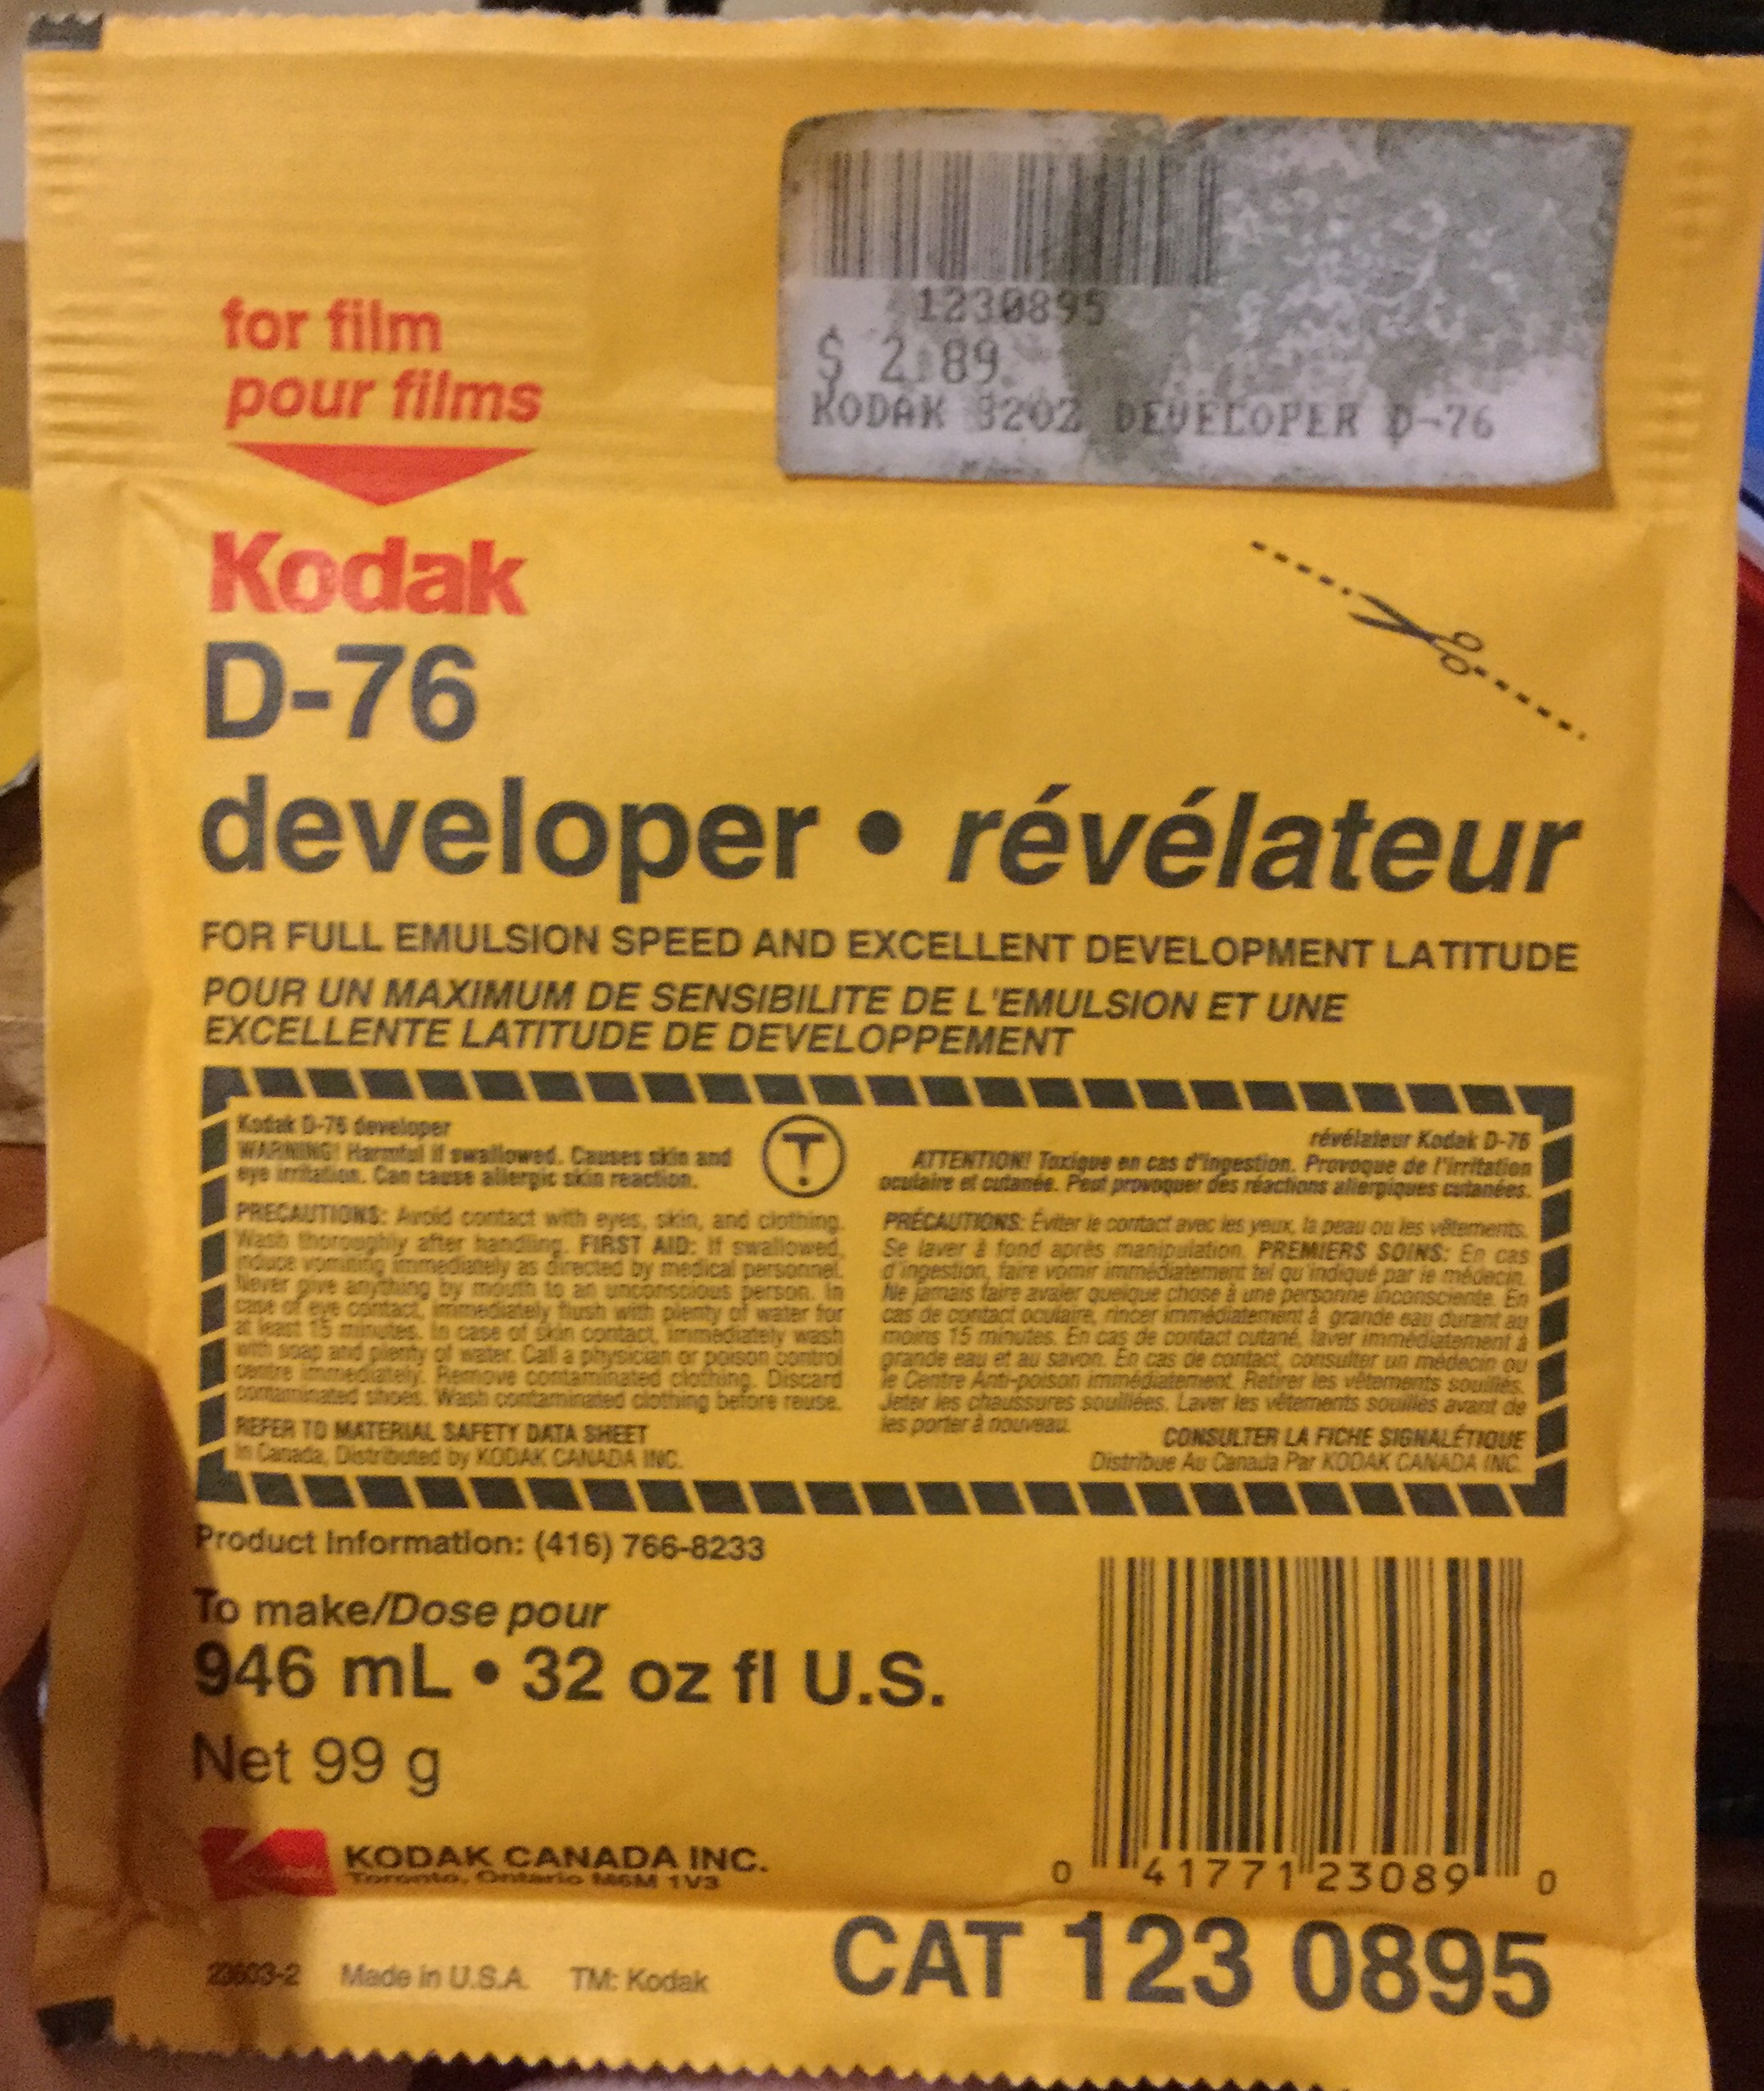 1230895
$ 2.89
KODAK 32OZ DEVELOPER D-76
for film
pour films
Kodak
D-76
developer • révélateur
FOR FULL EMULSION SPEED AND EXCELLENT DEVELOPMENT LATITUDE
POUR UN MAXIMUM DE SENSIBILITE DE L'EMULSION ET UNE
EXCELLENTE LATITUDE DE DEVELOPPEMENT
Kodak D-76 developer
WARNING! Harmful if swallowed. Causes skin and
eye irritation. Can cause allergic skin reaction.
PRECAUTIONS: Avoid contact with eyes, skin, and clothing.
Wash thoroughly after handling. FIRST AID: If swallowed,
induce vomiting immediately as directed by medical personnel.
Never give anything by mouth to an unconscious person. In
case of eye contact, immediately flush with plenty of water for
at least 15 minutes. In case of skin contact, immediately wash
with soap and plenty of water. Call a physician or poison control
centre immediately. Remove contaminated clothing. Discard
contaminated shoes. Wash contaminated clothing before reuse.
REFER TO MATERIAL SAFETY DATA SHEET
In Canada, Distributed by KODAK CANADA INC.
révélateur Kodak D-76
ATTENTION! Toxique en cas d'ingestion. Provoque de l'irritation
oculaire et cutanée. Peut provoquer des réactions allergiques cutanées.
PRÉCAUTIONS: Éviter le contact avec les yeux, la peau ou les vêtements.
Se laver à fond après manipulation. PREMIERS SOINS: En cas
d'ingestion, faire vomir immédiatement tel qu'indiqué par le médecin.
Ne jamais faire avaler quelque chose à une personne inconsciente. En
cas de contact oculaire, rincer immédiatement à grande eau durant au
moins 15 minutes. En cas de contact cutané, laver immédiatement à
grande eau et au savon. En cas de contact, consulter un médecin ou
le Centre Anti-poison immédiatement. Retirer les vêtements souillés.
Jeter les chaussures souillées. Laver les vêtements souillés avant de
les porter à nouveau.
CONSULTER LA FICHE SIGNALÉTIQUE
Distribue Au Canada Par KODAK CANADA INC.
Product Information: (416) 766-8233
To make/Dose pour
946 mL • 32 oz fl U.S.
Net 99 g
KODAK CANADA INC.
Toronto, Ontario M6M 1V3
0 41771 23089 0
CAT 123 0895
23603-2 Made in U.S.A. TM: Kodak